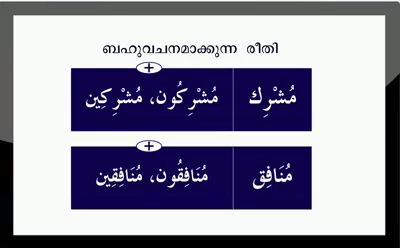 ബഹുവചനമാക്കുന്ന രീതി
+
مُشْرِك مُشْرِكُون، مُشْرِكِين
+
مُنَافِق مُنَافِقُون، مُنَافِقِين